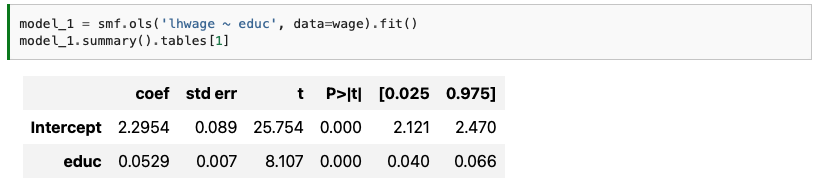 model_1 = smf.ols('lhwage ~ educ', data=wage).fit()
model_1.summary().tables[1]
coef std err t P>|t| [0.025 0.975]
Intercept 2.2954 0.089 25.754 0.000 2.121 2.470
educ 0.0529 0.007 8.107 0.000 0.040 0.066